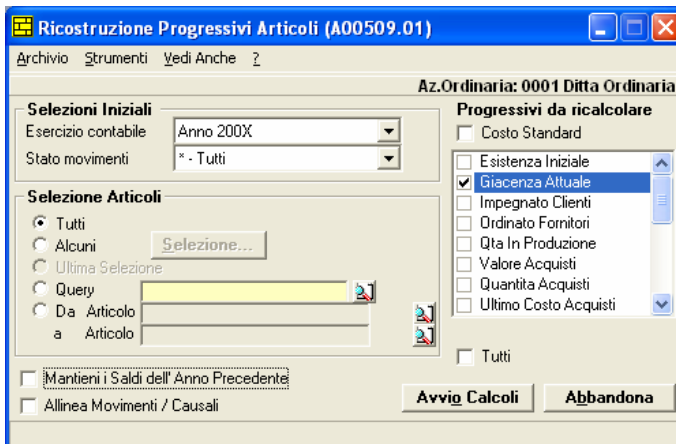 Ricostruzione Progressivi Articoli (A00509.01)
Archivio Strumenti Vedi Anche ?
Az.Ordinaria: 0001 Ditta Ordinaria
Selezioni Iniziali
Esercizio contabile Anno 200X
Stato movimenti * - Tutti
Selezione Articoli
Tutti
Alcuni Selezione...
Ultima Selezione
Query
Da Articolo
a Articolo
Mantieni i Saldi dell' Anno Precedente
Allinea Movimenti / Causali
Progressivi da ricalcolare
Costo Standard
Esistenza Iniziale
Giacenza Attuale
Impegnato Clienti
Ordinato Fornitori
Qta In Produzione
Valore Acquisti
Quantita Acquisti
Ultimo Costo Acquisti
Tutti
Avvio Calcoli Abbandona